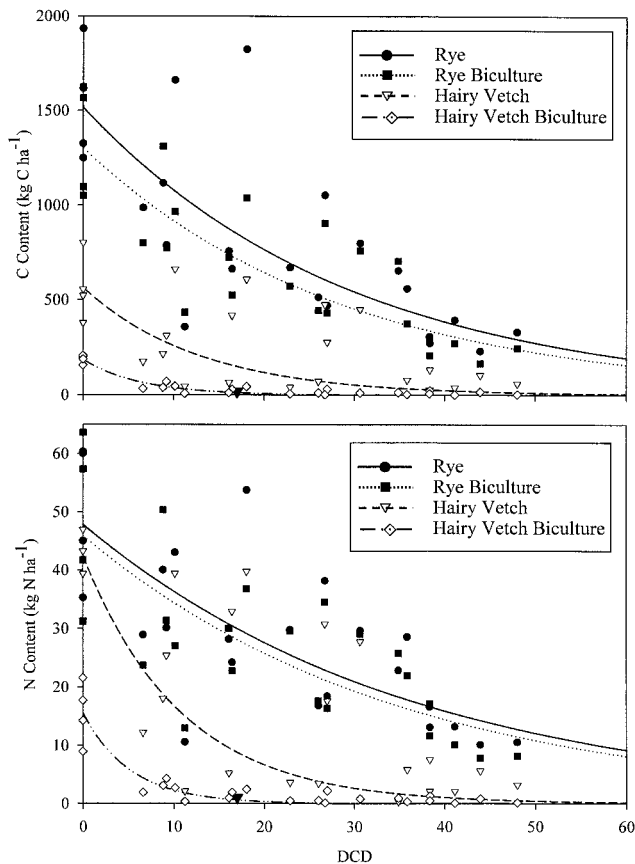 2000
1500
1000
500
0
C Content (kg C ha-1)
Rye
Rye Biculture
Hairy Vetch
Hairy Vetch Biculture
60
50
40
30
20
10
0
N Content (kg N ha-1)
Rye
Rye Biculture
Hairy Vetch
Hairy Vetch Biculture
0 10 20 30 40 50 60
DCD